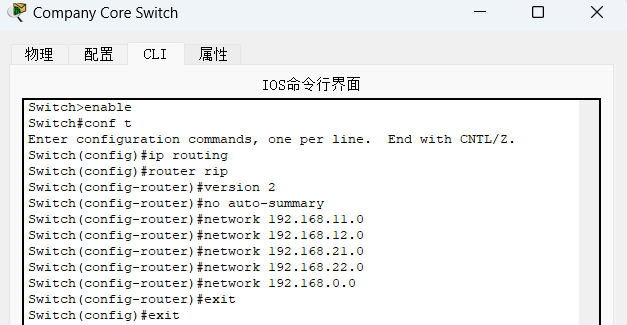 Company Core Switch
物理 配置 CLI 属性
IOS命令行界面
Switch>enable
Switch#conf t
Enter configuration commands, one per line.  End with CNTL/Z.
Switch(config)#ip routing
Switch(config)#router rip
Switch(config-router)#version 2
Switch(config-router)#no auto-summary
Switch(config-router)#network 192.168.11.0
Switch(config-router)#network 192.168.12.0
Switch(config-router)#network 192.168.21.0
Switch(config-router)#network 192.168.22.0
Switch(config-router)#network 192.168.0.0
Switch(config-router)#exit
Switch(config)#exit